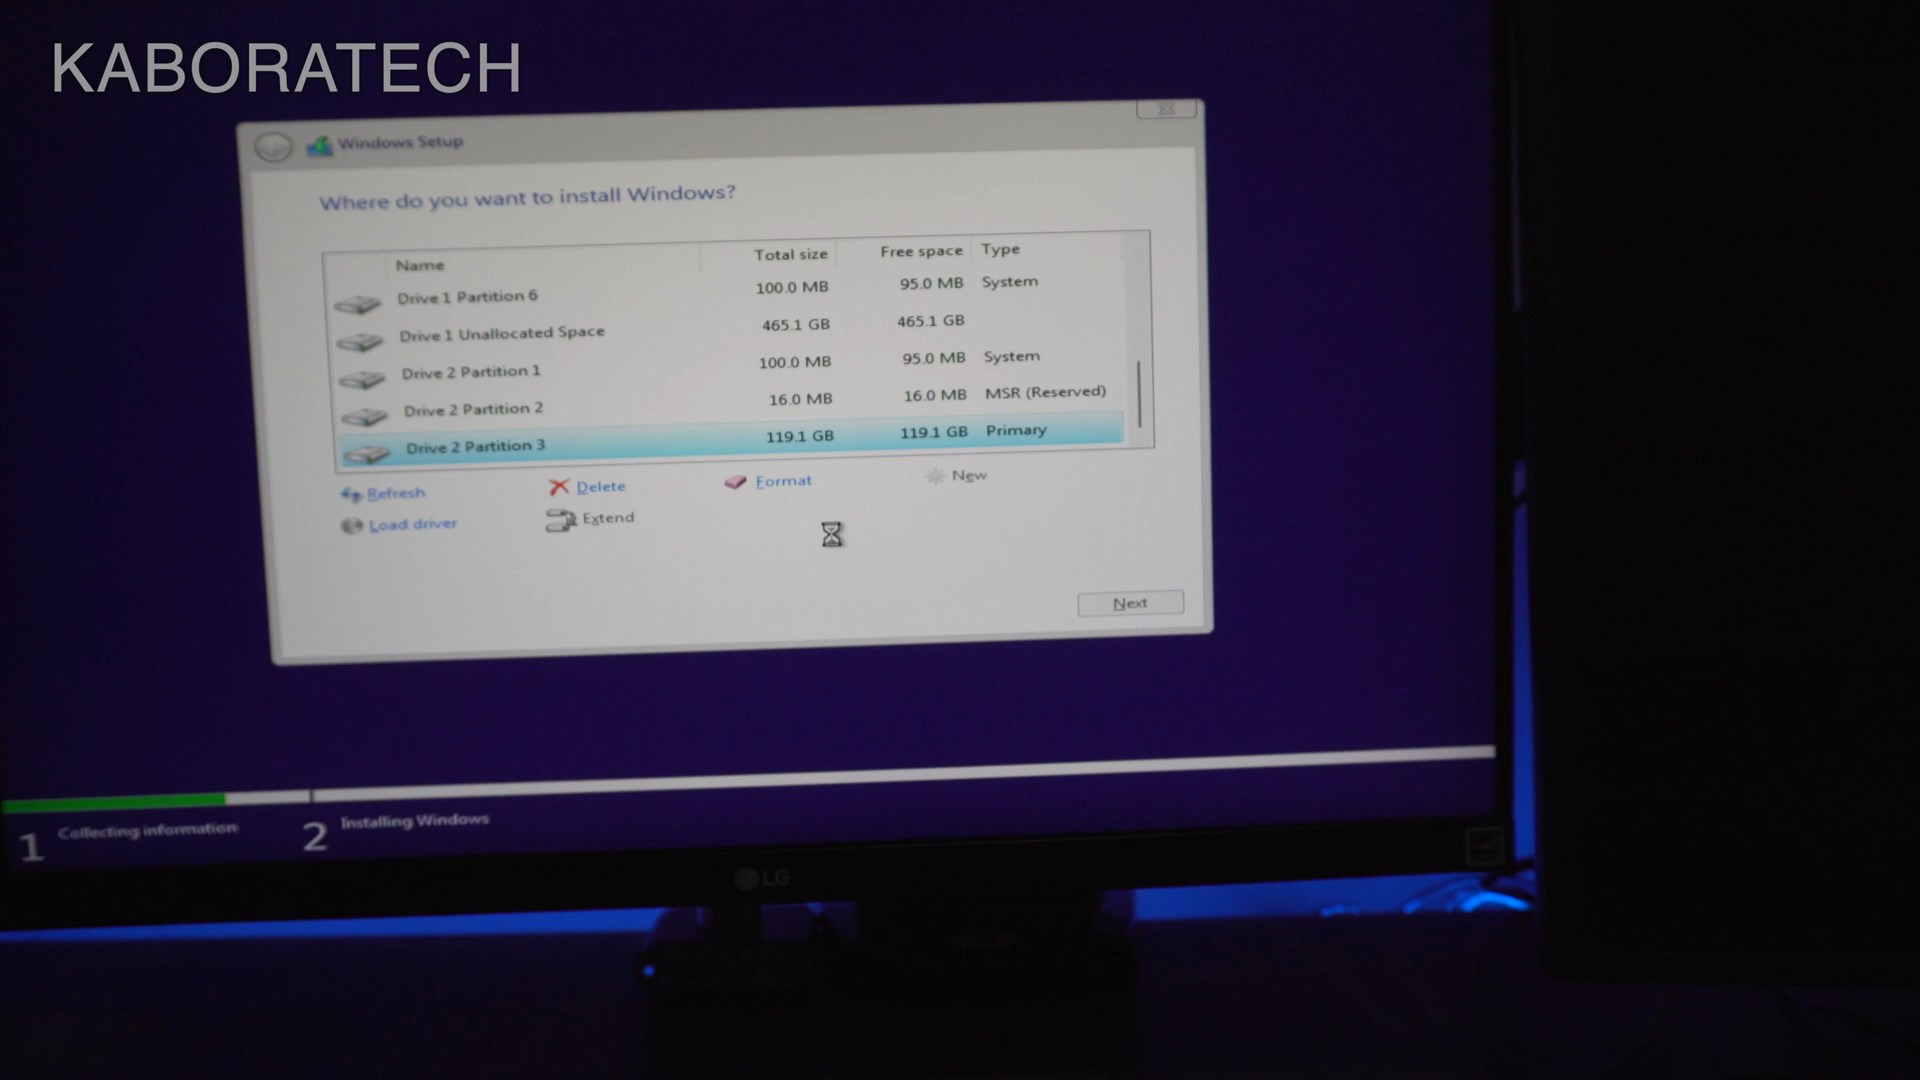 KABORATECH
Windows Setup
Where do you want to install Windows?
Name Total size Free space Type
Drive 1 Partition 6 100.0 MB 95.0 MB System
Drive 1 Unallocated Space 465.1 GB 465.1 GB
Drive 2 Partition 1 100.0 MB 95.0 MB System
Drive 2 Partition 2 16.0 MB 16.0 MB MSR (Reserved)
Drive 2 Partition 3 119.1 GB 119.1 GB Primary
Refresh Delete Format New
Load driver Extend
Next
1 Collecting information 2 Installing Windows
LG